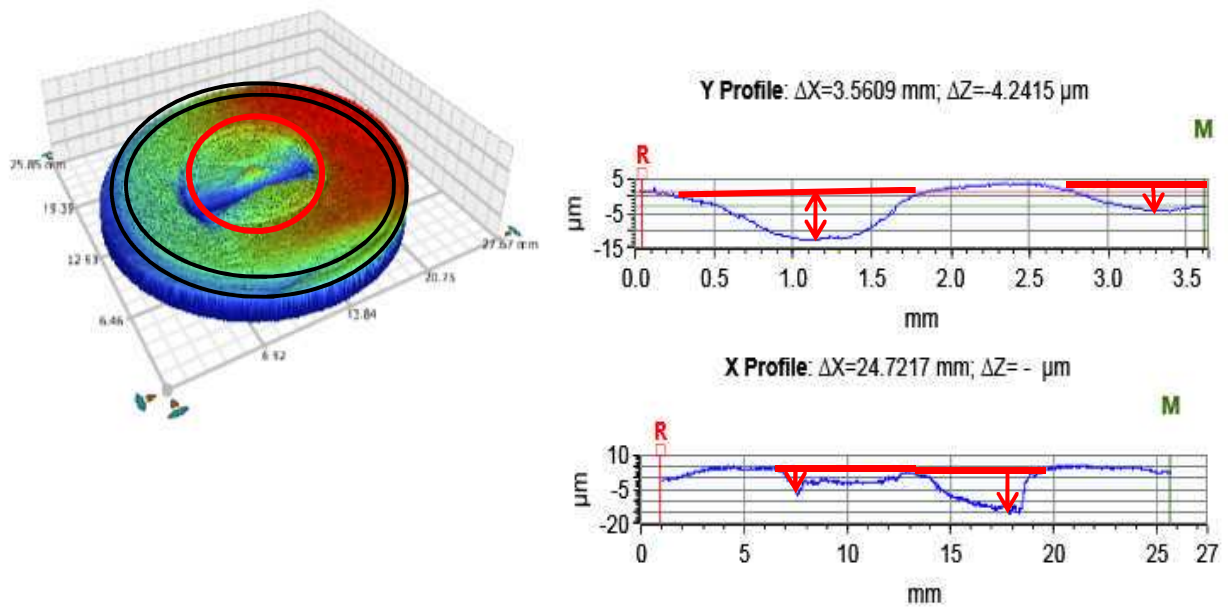 25.85 mm
19.39
12.93
6.46
6.92
13.84
20.75
27.67 mm
Y Profile: ΔX=3.5609 mm; ΔZ=-4.2415 µm
M
R
5
-5
-15
µm
0.0 0.5 1.0 1.5 2.0 2.5 3.0 3.5
mm
X Profile: ΔX=24.7217 mm; ΔZ= - µm
M
R
10
-5
-20
µm
0 5 10 15 20 25 27
mm